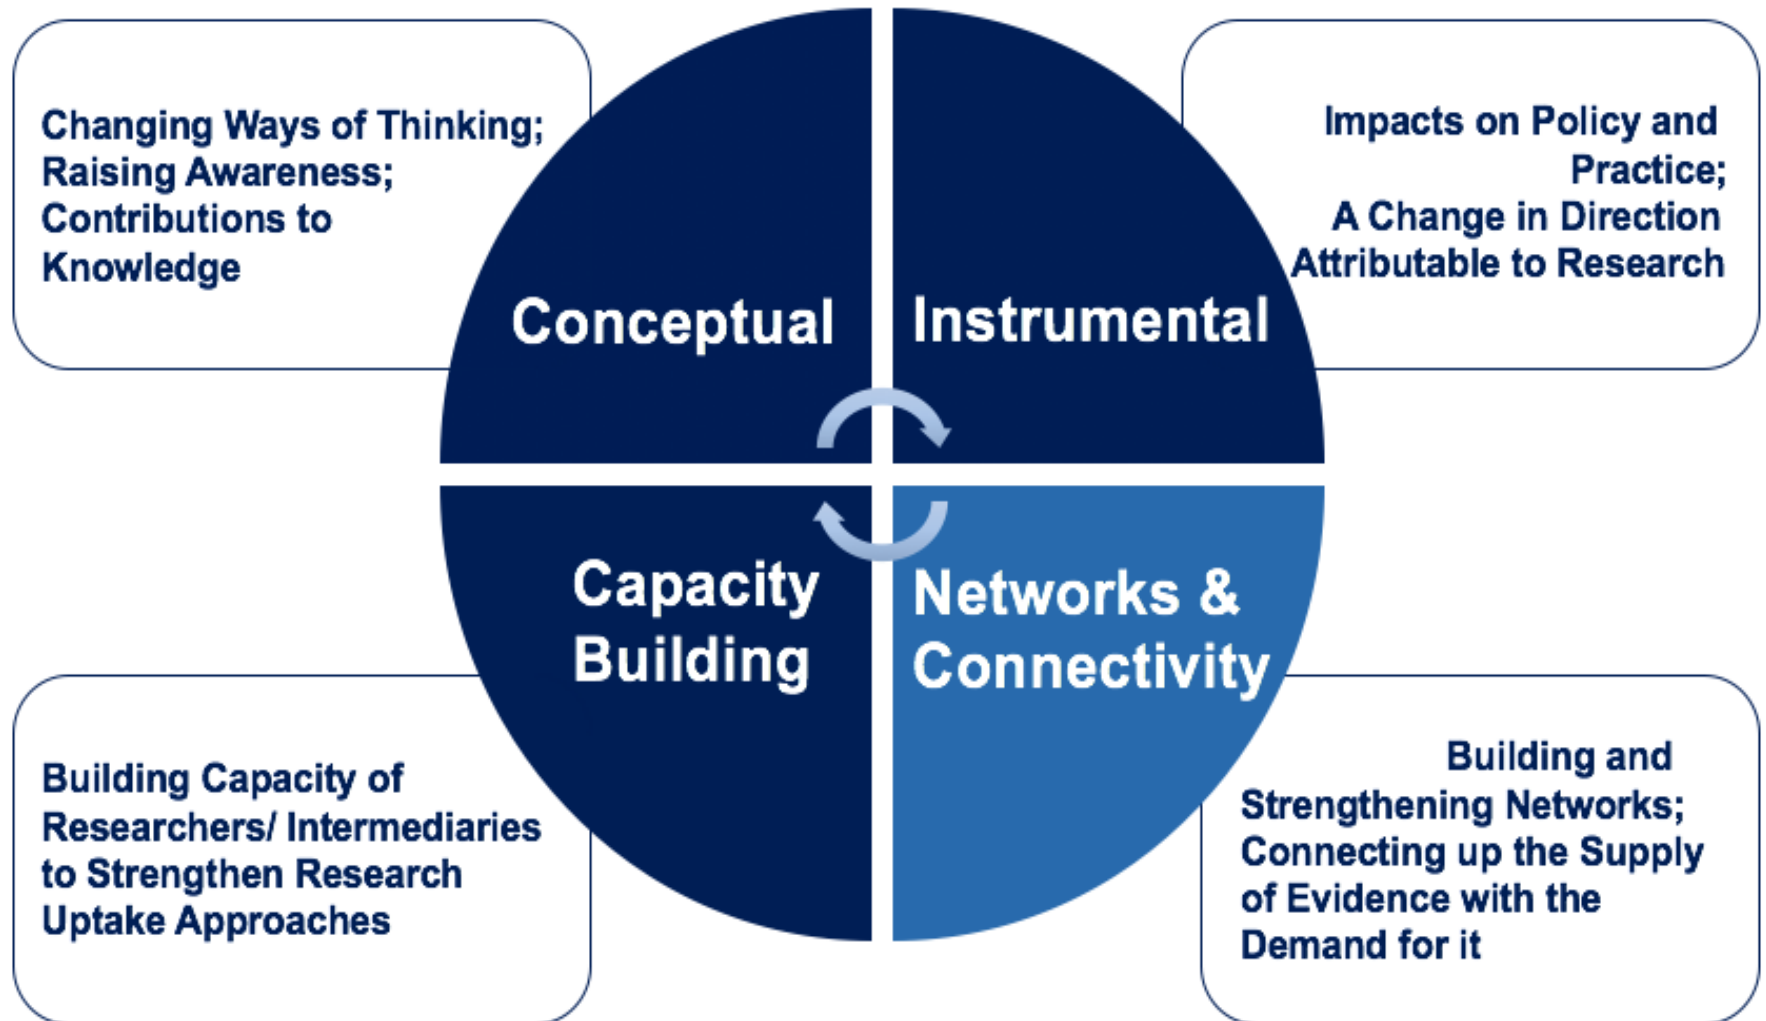 Changing Ways of Thinking;
Raising Awareness;
Contributions to
Knowledge
Impacts on Policy and
Practice;
A Change in Direction
Attributable to Research
Conceptual
Instrumental
Capacity
Building
Networks &
Connectivity
Building Capacity of
Researchers/ Intermediaries
to Strengthen Research
Uptake Approaches
Building and
Strengthening Networks;
Connecting up the Supply
of Evidence with the
Demand for it